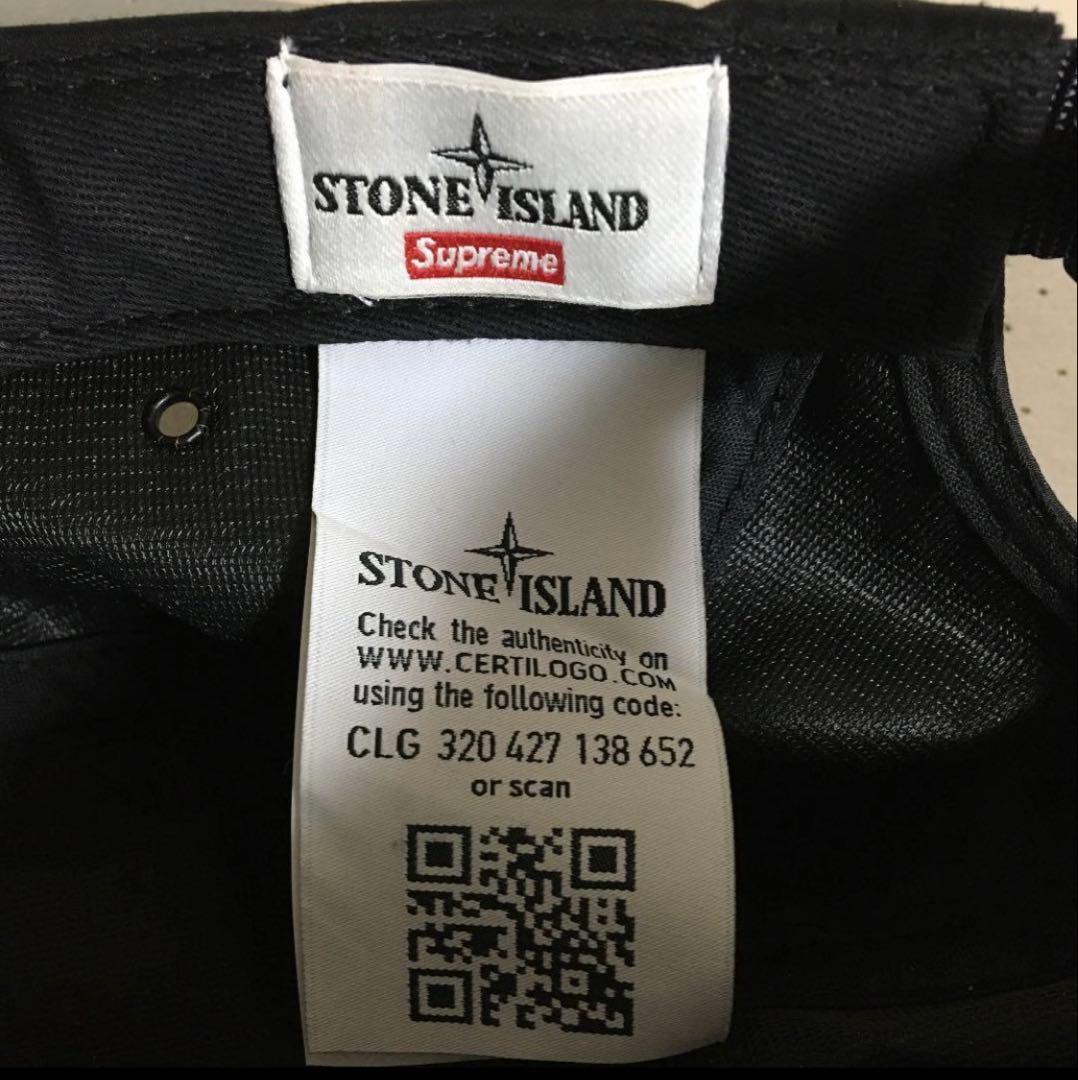 STONE ISLAND
Supreme
STONE ISLAND
Check the authenticity on
WWW.CERTILOGO.COM
using the following code:
CLG 320 427 138 652
or scan